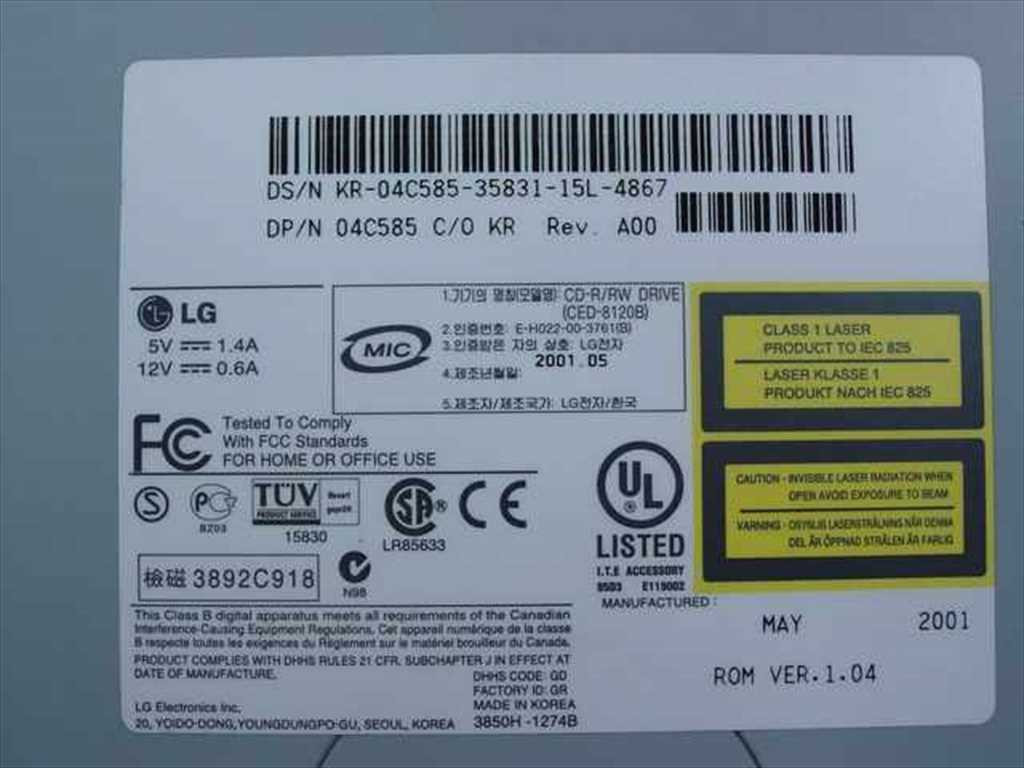 DS/N KR-04C585-35831-15L-4867
DP/N 04C585 C/O KR Rev. A00
LG
5V 1.4A
12V 0.6A
MIC
1.기기의 명칭(모델명): CD-R/RW DRIVE
(CED-8120B)
2.인증번호: E-H022-00-3761(B)
3.인증받은 자의 상호: LG전자
4.제조년월일: 2001.05
5.제조자/제조국가: LG전자/한국
CLASS 1 LASER
PRODUCT TO IEC 825
LASER KLASSE 1
PRODUKT NACH IEC 825
FC
Tested To Comply
With FCC Standards
FOR HOME OR OFFICE USE
S
PC
BZ03
TÜV
PRODUCT SERVICE
15830
SA®
LR85633
CE
UL
®
LISTED
I.T.E ACCESSORY
95D3 E119002
CAUTION - INVISIBLE LASER RADIATION WHEN
OPEN AVOID EXPOSURE TO BEAM
VARNING - OSYNLIG LASERSTRÅLNING NÄR DENNA
DEL ÄR ÖPPNAD STRÅLEN ÄR FARLIG
檢磁 3892C918
N98
MANUFACTURED :
MAY 2001
ROM VER.1.04
This Class B digital apparatus meets all requirements of the Canadian
Interference-Causing Equipment Regulations. Cet appareil numérique de la classe
B respecte toutes les exigences du Règlement sur le matériel brouilleur du Canada.
PRODUCT COMPLIES WITH DHHS RULES 21 CFR. SUBCHAPTER J IN EFFECT AT
DATE OF MANUFACTURE.
DHHS CODE: GD
FACTORY ID: GR
LG Electronics Inc.
MADE IN KOREA
20, YOIDO-DONG,YOUNGDUNGPO-GU, SEOUL, KOREA
3850H -1274B